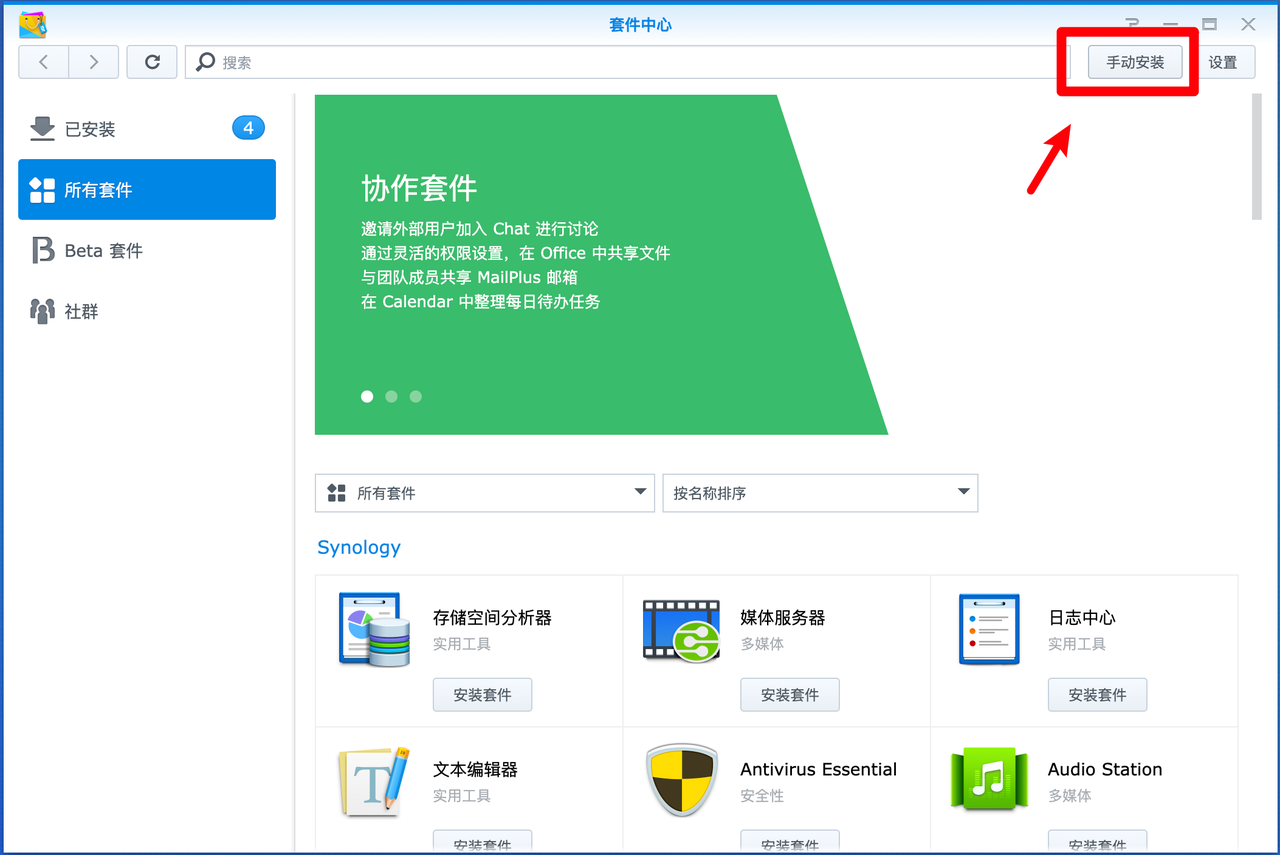 套件中心
搜索
手动安装
设置
已安装
4
所有套件
Beta 套件
社群
协作套件
邀请外部用户加入 Chat 进行讨论
通过灵活的权限设置，在 Office 中共享文件
与团队成员共享 MailPlus 邮箱
在 Calendar 中整理每日待办任务
所有套件
按名称排序
Synology
存储空间分析器
实用工具
安装套件
媒体服务器
多媒体
安装套件
日志中心
实用工具
安装套件
文本编辑器
实用工具
安装套件
Antivirus Essential
安全性
安装套件
Audio Station
多媒体
安装套件